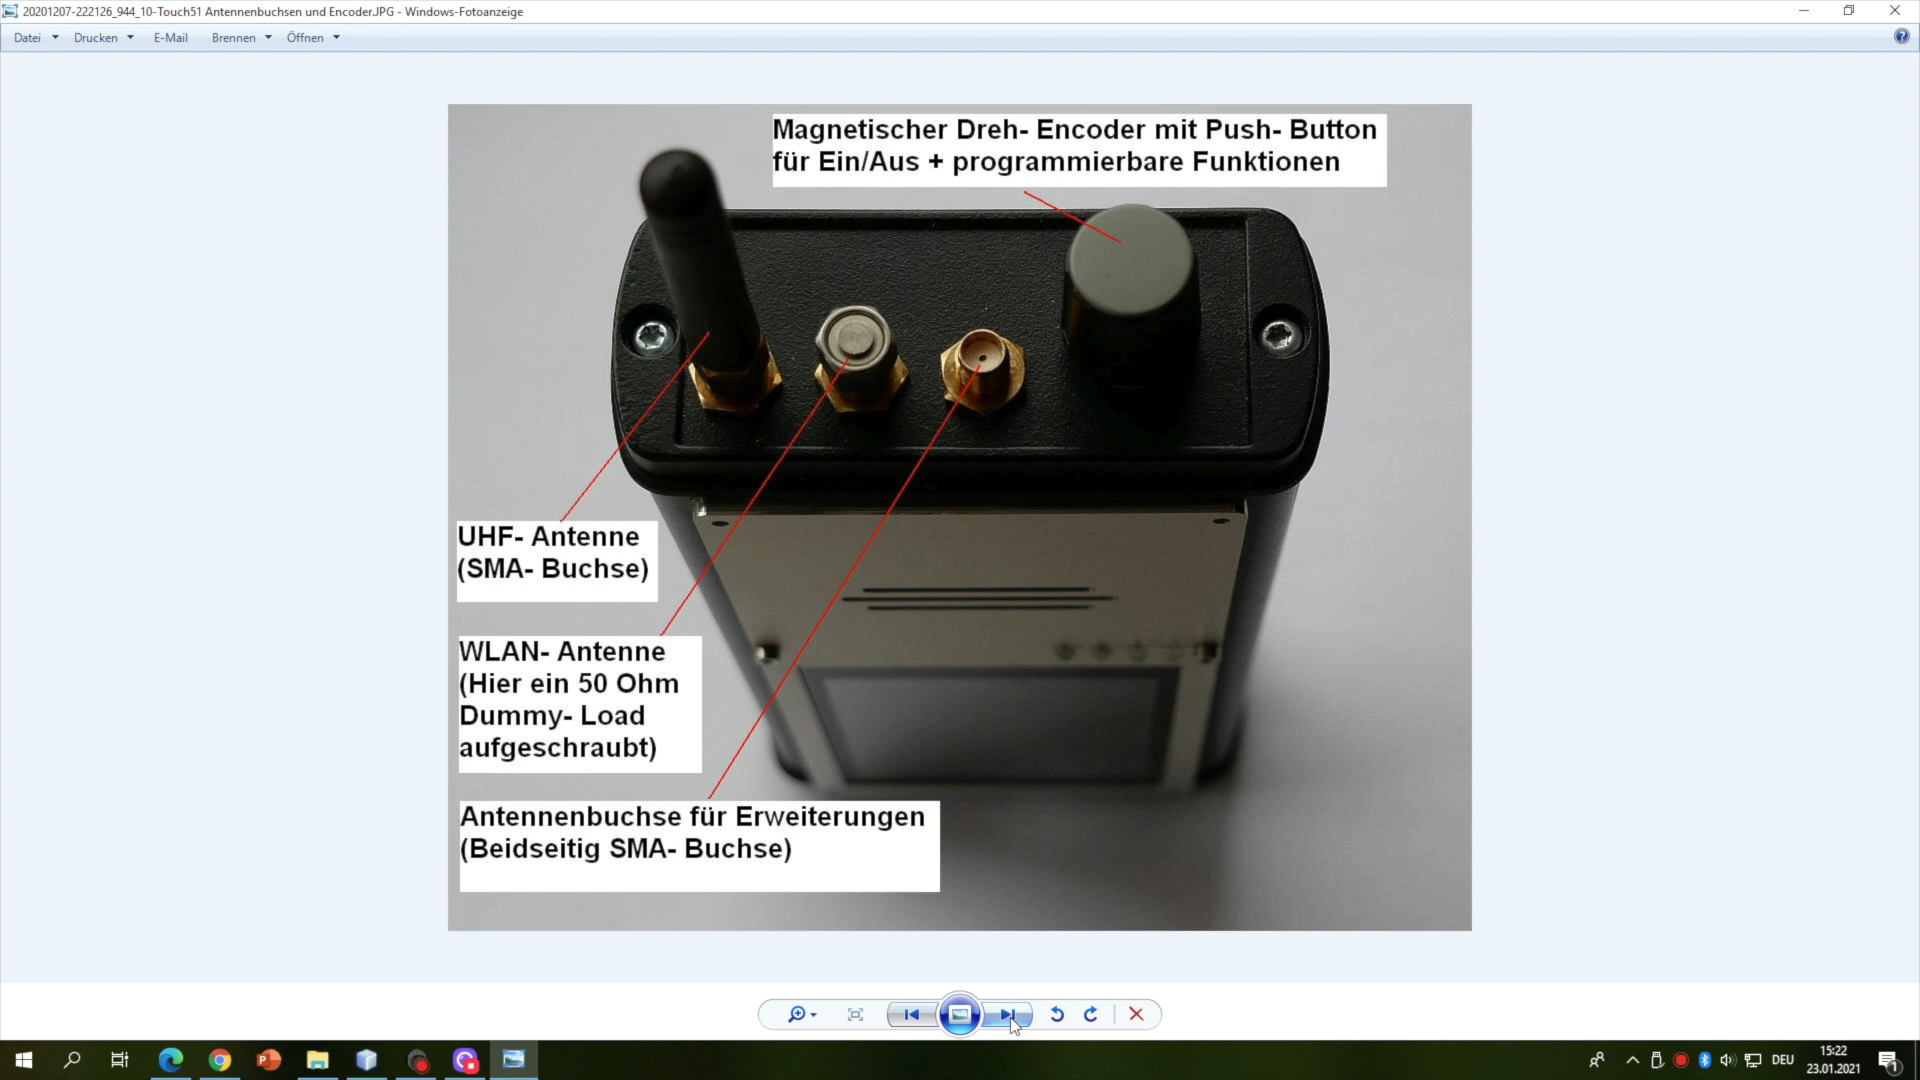 20201207-222126_944_10-Touch51 Antennenbuchsen und Encoder.JPG - Windows-Fotoanzeige
Datei Drucken E-Mail Brennen Öffnen
Magnetischer Dreh- Encoder mit Push- Button
für Ein/Aus + programmierbare Funktionen
UHF- Antenne
(SMA- Buchse)
WLAN- Antenne
(Hier ein 50 Ohm
Dummy- Load
aufgeschraubt)
Antennenbuchse für Erweiterungen
(Beidseitig SMA- Buchse)
DEU
15:22
23.01.2021
1